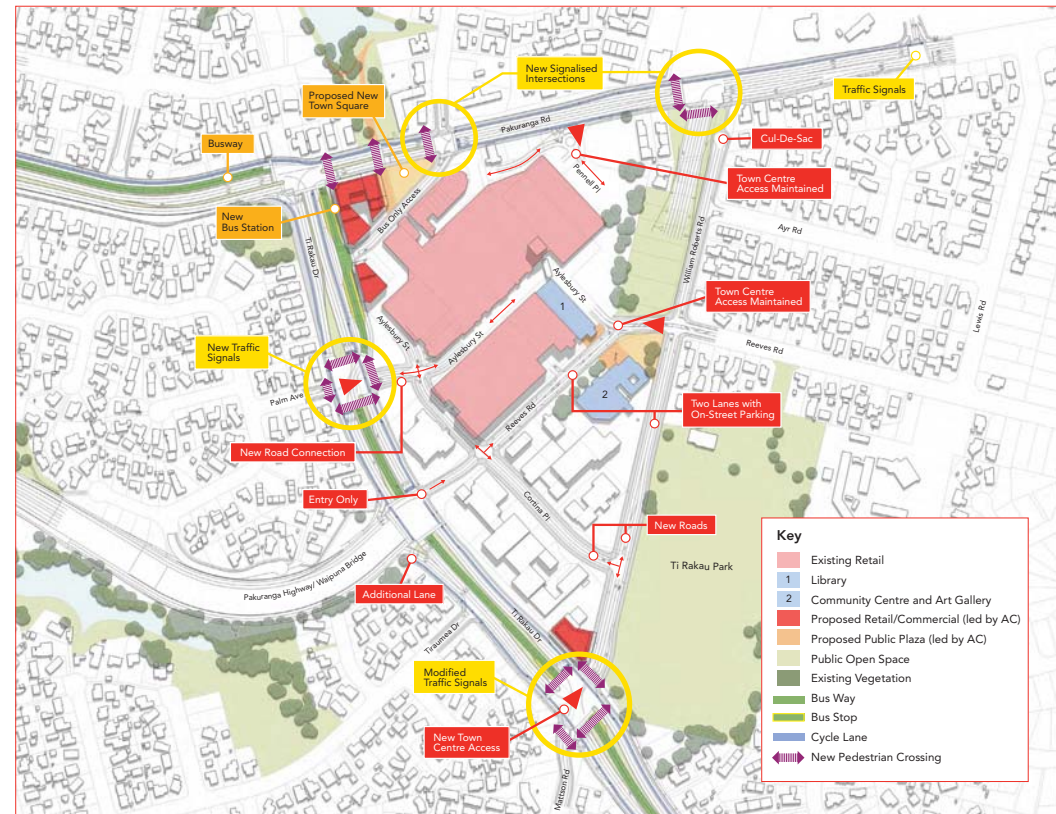 New Signalised
Intersections
Traffic Signals
Proposed New
Town Square
Pakuranga Rd
Busway
Cul-De-Sac
Pennell Pl
Town Centre
Access Maintained
Bus Only Access
New
Bus Station
Ti Rakau Dr
William Roberts Rd
Ayr Rd
Aylesbury St
1
Town Centre
Access Maintained
Lewis Rd
Aylesbury St
Aylesbury St
Reeves Rd
New Traffic
Signals
Palm Ave
2
Two Lanes with
On-Street Parking
Reeves Rd
New Road Connection
Entry Only
Cortina Pl
New Roads
Ti Rakau Park
Pakuranga Highway/ Waipuna Bridge
Additional Lane
Ti Rakau Dr
Tiraumea Dr
Modified
Traffic Signals
New Town
Centre Access
Mattson Rd
Key
Existing Retail
1 Library
2 Community Centre and Art Gallery
Proposed Retail/Commercial (led by AC)
Proposed Public Plaza (led by AC)
Public Open Space
Existing Vegetation
Bus Way
Bus Stop
Cycle Lane
New Pedestrian Crossing